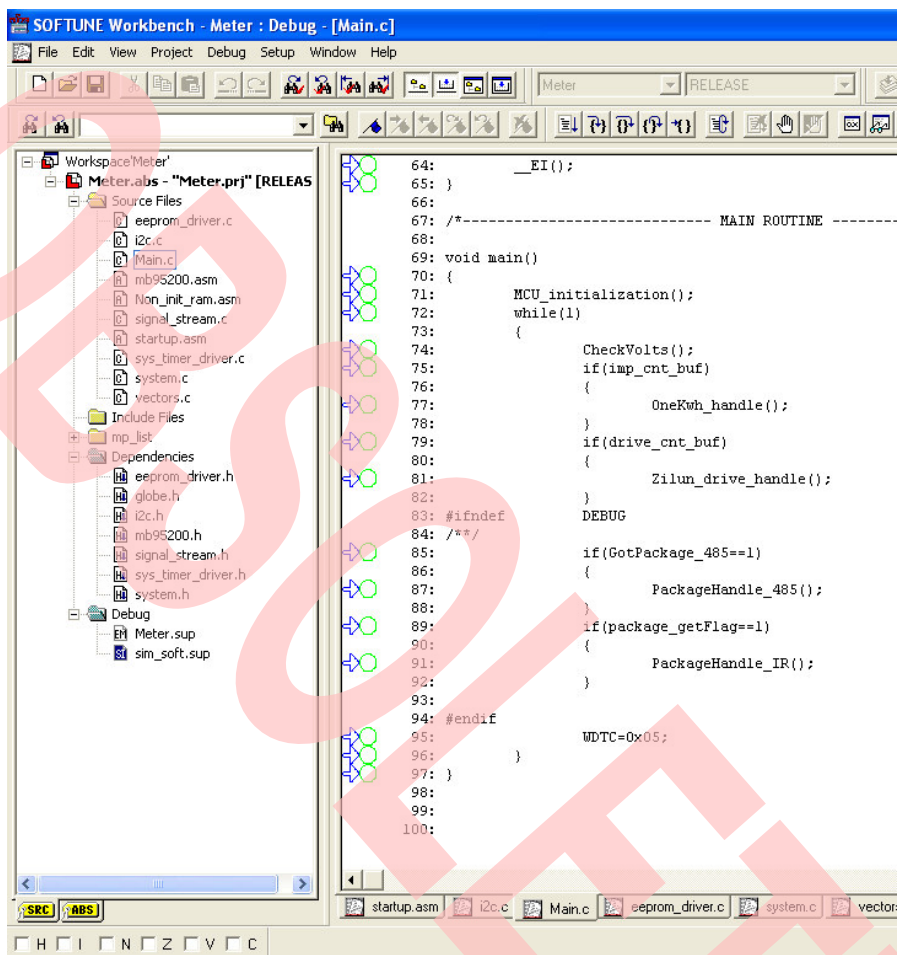 SOFTUNE Workbench - Meter : Debug - [Main.c]
File Edit View Project Debug Setup Window Help
Meter RELEASE
Workspace'Meter'
Meter.abs - "Meter.prj" [RELEAS
Source Files
eeprom_driver.c
i2c.c
Main.c
mb95200.asm
Non_init_ram.asm
signal_stream.c
startup.asm
sys_timer_driver.c
system.c
vectors.c
Include Files
mp_list
Dependencies
eeprom_driver.h
globe.h
i2c.h
mb95200.h
signal_stream.h
sys_timer_driver.h
system.h
Debug
Meter.sup
sim_soft.sup
SRC ABS
64: __EI();
65: }
66:
67: /*----------------------------- MAIN ROUTINE --------
68:
69: void main()
70: {
71: MCU_initialization();
72: while(1)
73: {
74: CheckVolts();
75: if(imp_cnt_buf)
76: {
77: OneKwh_handle();
78: }
79: if(drive_cnt_buf)
80: {
81: Zilun_drive_handle();
82: }
83: #ifndef DEBUG
84: /**/
85: if(GotPackage_485==1)
86: {
87: PackageHandle_485();
88: }
89: if(package_getFlag==1)
90: {
91: PackageHandle_IR();
92: }
93:
94: #endif
95: WDTC=0x05;
96: }
97: }
98:
99:
100:
startup.asm i2c.c Main.c eeprom_driver.c system.c vectors
H I N Z V C
OBSOLETE